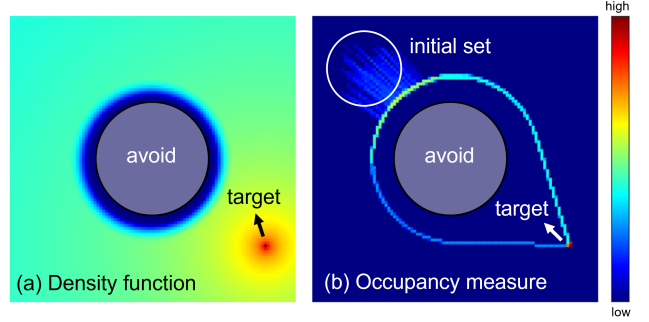 high
initial set
avoid
avoid
target
target
(a) Density function
(b) Occupancy measure
low